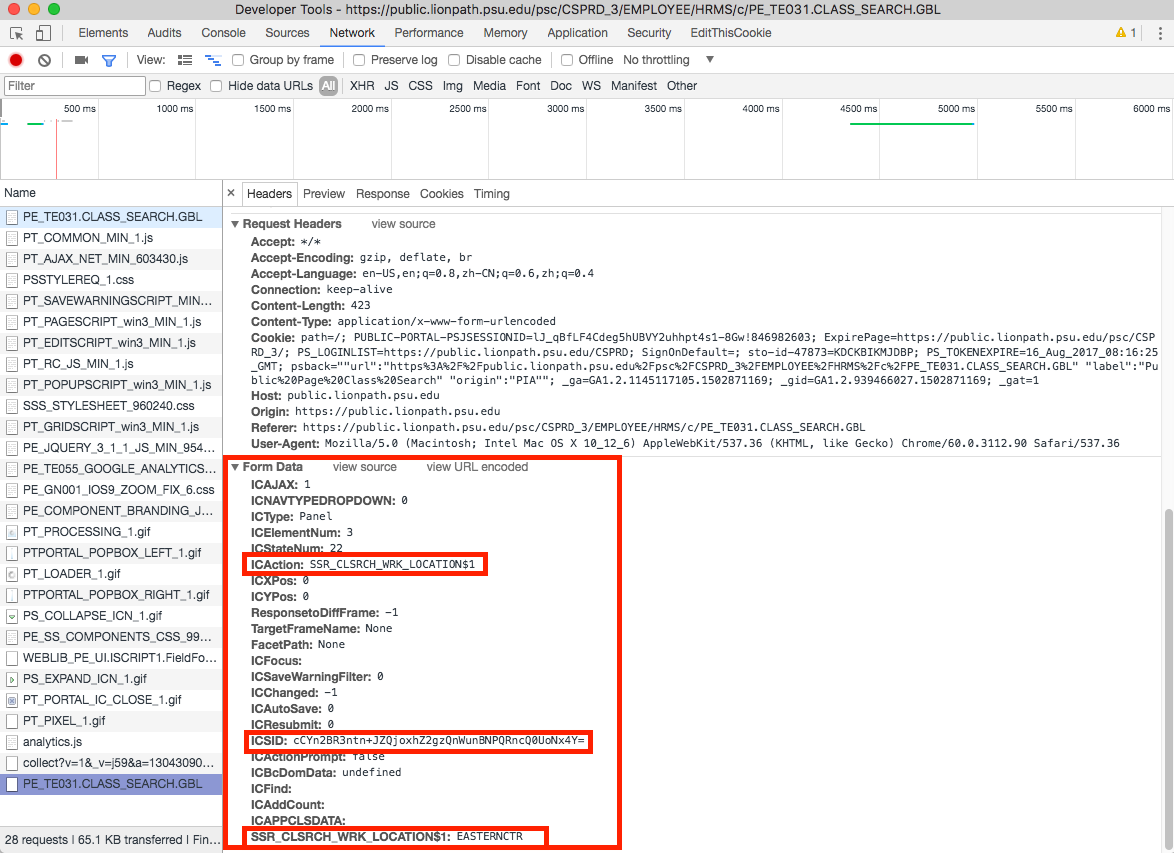 Developer Tools - https://public.lionpath.psu.edu/psc/CSPRD_3/EMPLOYEE/HRMS/c/PE_TE031.CLASS_SEARCH.GBL
Elements Audits Console Sources Network Performance Memory Application Security EditThisCookie 1
View: Group by frame Preserve log Disable cache Offline No throttling
Filter Regex Hide data URLs All XHR JS CSS Img Media Font Doc WS Manifest Other
500 ms 1000 ms 1500 ms 2000 ms 2500 ms 3000 ms 3500 ms 4000 ms 4500 ms 5000 ms 5500 ms 6000 ms
Name
PE_TE031.CLASS_SEARCH.GBL
PT_COMMON_MIN_1.js
PT_AJAX_NET_MIN_603430.js
PSSTYLEREQ_1.css
PT_SAVEWARNINGSCRIPT_MIN...
PT_PAGESCRIPT_win3_MIN_1.js
PT_EDITSCRIPT_win3_MIN_1.js
PT_RC_JS_MIN_1.js
PT_POPUPSCRIPT_win3_MIN_1.js
SSS_STYLESHEET_960240.css
PT_GRIDSCRIPT_win3_MIN_1.js
PE_JQUERY_3_1_1_JS_MIN_954...
PE_TE055_GOOGLE_ANALYTICS...
PE_GN001_IOS9_ZOOM_FIX_6.css
PE_COMPONENT_BRANDING_J...
PT_PROCESSING_1.gif
PTPORTAL_POPBOX_LEFT_1.gif
PT_LOADER_1.gif
PTPORTAL_POPBOX_RIGHT_1.gif
PS_COLLAPSE_ICN_1.gif
PE_SS_COMPONENTS_CSS_99...
WEBLIB_PE_UI.ISCRIPT1.FieldFo...
PS_EXPAND_ICN_1.gif
PT_PORTAL_IC_CLOSE_1.gif
PT_PIXEL_1.gif
analytics.js
collect?v=1&_v=j59&a=13043090...
PE_TE031.CLASS_SEARCH.GBL
28 requests | 65.1 KB transferred | Fin...
× Headers Preview Response Cookies Timing
Request Headers view source
Accept: */*
Accept-Encoding: gzip, deflate, br
Accept-Language: en-US,en;q=0.8,zh-CN;q=0.6,zh;q=0.4
Connection: keep-alive
Content-Length: 423
Content-Type: application/x-www-form-urlencoded
Cookie: path=/; PUBLIC-PORTAL-PSJSESSIONID=lJ_qBfLF4Cdeg5hUBVY2uhhpt4s1-8Gw!846982603; ExpirePage=https://public.lionpath.psu.edu/psc/CSP
RD_3/; PS_LOGINLIST=https://public.lionpath.psu.edu/CSPRD; SignOnDefault=; sto-id-47873=KDCKBIKMJDBP; PS_TOKENEXPIRE=16_Aug_2017_08:16:25
_GMT; psback=""url":"https%3A%2F%2Fpublic.lionpath.psu.edu%2Fpsc%2FCSPRD_3%2FEMPLOYEE%2FHRMS%2Fc%2FPE_TE031.CLASS_SEARCH.GBL" "label":"Pu
blic%20Page%20Class%20Search" "origin":"PIA""; _ga=GA1.2.1145117105.1502871169; _gid=GA1.2.939466027.1502871169; _gat=1
Host: public.lionpath.psu.edu
Origin: https://public.lionpath.psu.edu
Referer: https://public.lionpath.psu.edu/psc/CSPRD_3/EMPLOYEE/HRMS/c/PE_TE031.CLASS_SEARCH.GBL
User-Agent: Mozilla/5.0 (Macintosh; Intel Mac OS X 10_12_6) AppleWebKit/537.36 (KHTML, like Gecko) Chrome/60.0.3112.90 Safari/537.36
Form Data view source view URL encoded
ICAJAX: 1
ICNAVTYPEDROPDOWN: 0
ICType: Panel
ICElementNum: 3
ICStateNum: 22
ICAction: SSR_CLSRCH_WRK_LOCATION$1
ICXPos: 0
ICYPos: 0
ResponsetoDiffFrame: -1
TargetFrameName: None
FacetPath: None
ICFocus:
ICSaveWarningFilter: 0
ICChanged: -1
ICAutoSave: 0
ICResubmit: 0
ICSID: cCYn2BR3ntn+JZQjoxhZ2gzQnWunBNPQRncQ0UoNx4Y=
ICActionPrompt: false
ICBcDomData: undefined
ICFind:
ICAddCount:
ICAPPCLSDATA:
SSR_CLSRCH_WRK_LOCATION$1: EASTERNCTR